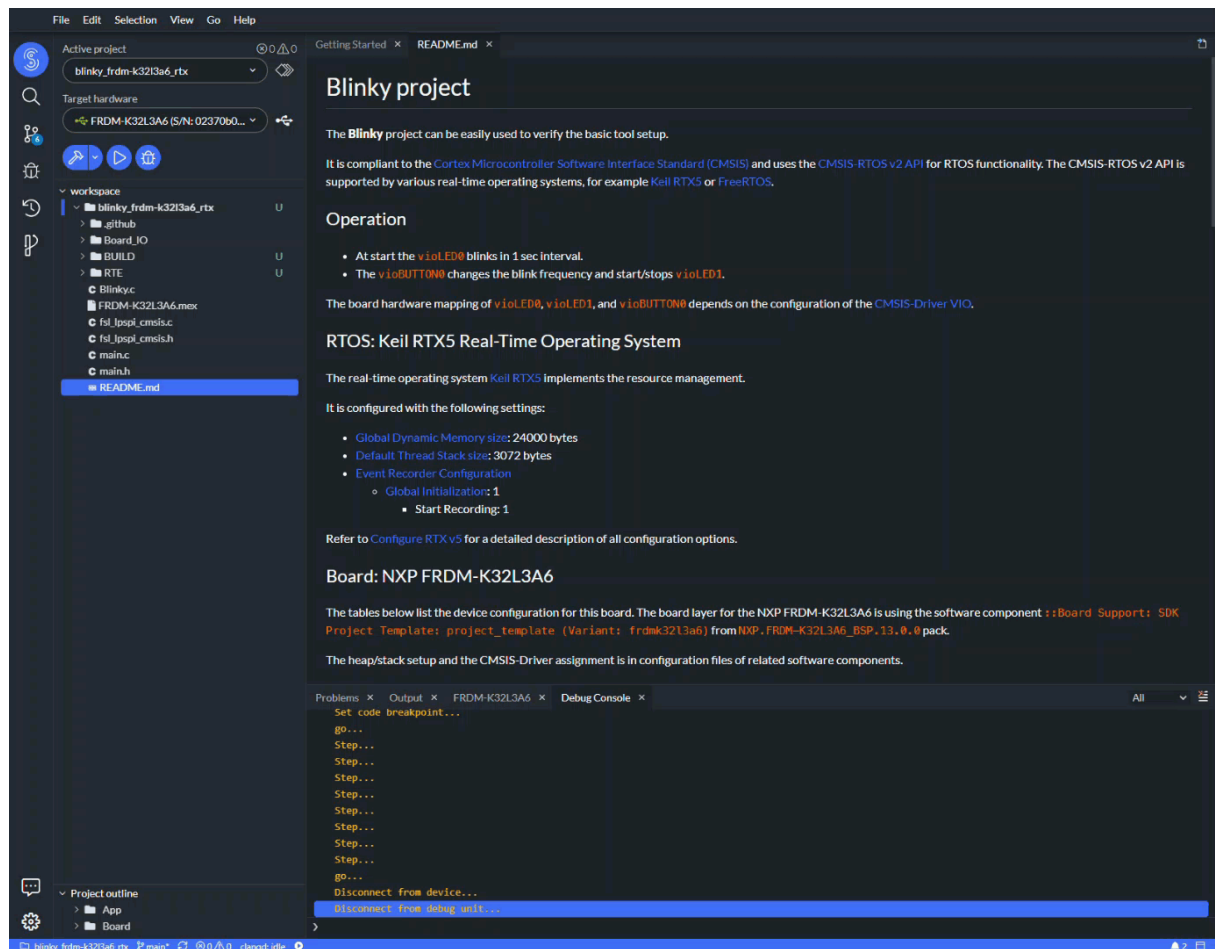 File Edit Selection View Go Help
Active project 0 0
blinky_frdm-k32l3a6_rtx
Target hardware
FRDM-K32L3A6 (S/N: 02370b0...
workspace
blinky_frdm-k32l3a6_rtx U
.github
Board_IO
BUILD U
RTE U
C Blinky.c
FRDM-K32L3A6.mex
C fsl_lpspi_cmsis.c
C fsl_lpspi_cmsis.h
C main.c
C main.h
README.md
Project outline
App
Board
Getting Started × README.md ×
Blinky project
The Blinky project can be easily used to verify the basic tool setup.
It is compliant to the Cortex Microcontroller Software Interface Standard (CMSIS) and uses the CMSIS-RTOS v2 API for RTOS functionality. The CMSIS-RTOS v2 API is
supported by various real-time operating systems, for example Keil RTX5 or FreeRTOS.
Operation
• At start the vioLED0 blinks in 1 sec interval.
• The vioBUTTON0 changes the blink frequency and start/stops vioLED1.
The board hardware mapping of vioLED0, vioLED1, and vioBUTTON0 depends on the configuration of the CMSIS-Driver VIO.
RTOS: Keil RTX5 Real-Time Operating System
The real-time operating system Keil RTX5 implements the resource management.
It is configured with the following settings:
• Global Dynamic Memory size: 24000 bytes
• Default Thread Stack size: 3072 bytes
• Event Recorder Configuration
Global Initialization: 1
Start Recording: 1
Refer to Configure RTX v5 for a detailed description of all configuration options.
Board: NXP FRDM-K32L3A6
The tables below list the device configuration for this board. The board layer for the NXP FRDM-K32L3A6 is using the software component ::Board Support: SDK
Project Template: project_template (Variant: frdmk32l3a6) from NXP.FRDM-K32L3A6_BSP.13.0.0 pack.
The heap/stack setup and the CMSIS-Driver assignment is in configuration files of related software components.
Problems × Output × FRDM-K32L3A6 × Debug Console × All
Set code breakpoint...
go...
Step...
Step...
Step...
Step...
Step...
Step...
Step...
Step...
go...
Disconnect from device...
Disconnect from debug unit...
>
blinky_frdm-k32l3a6_rtx main* 0 0 clangd: idle 2